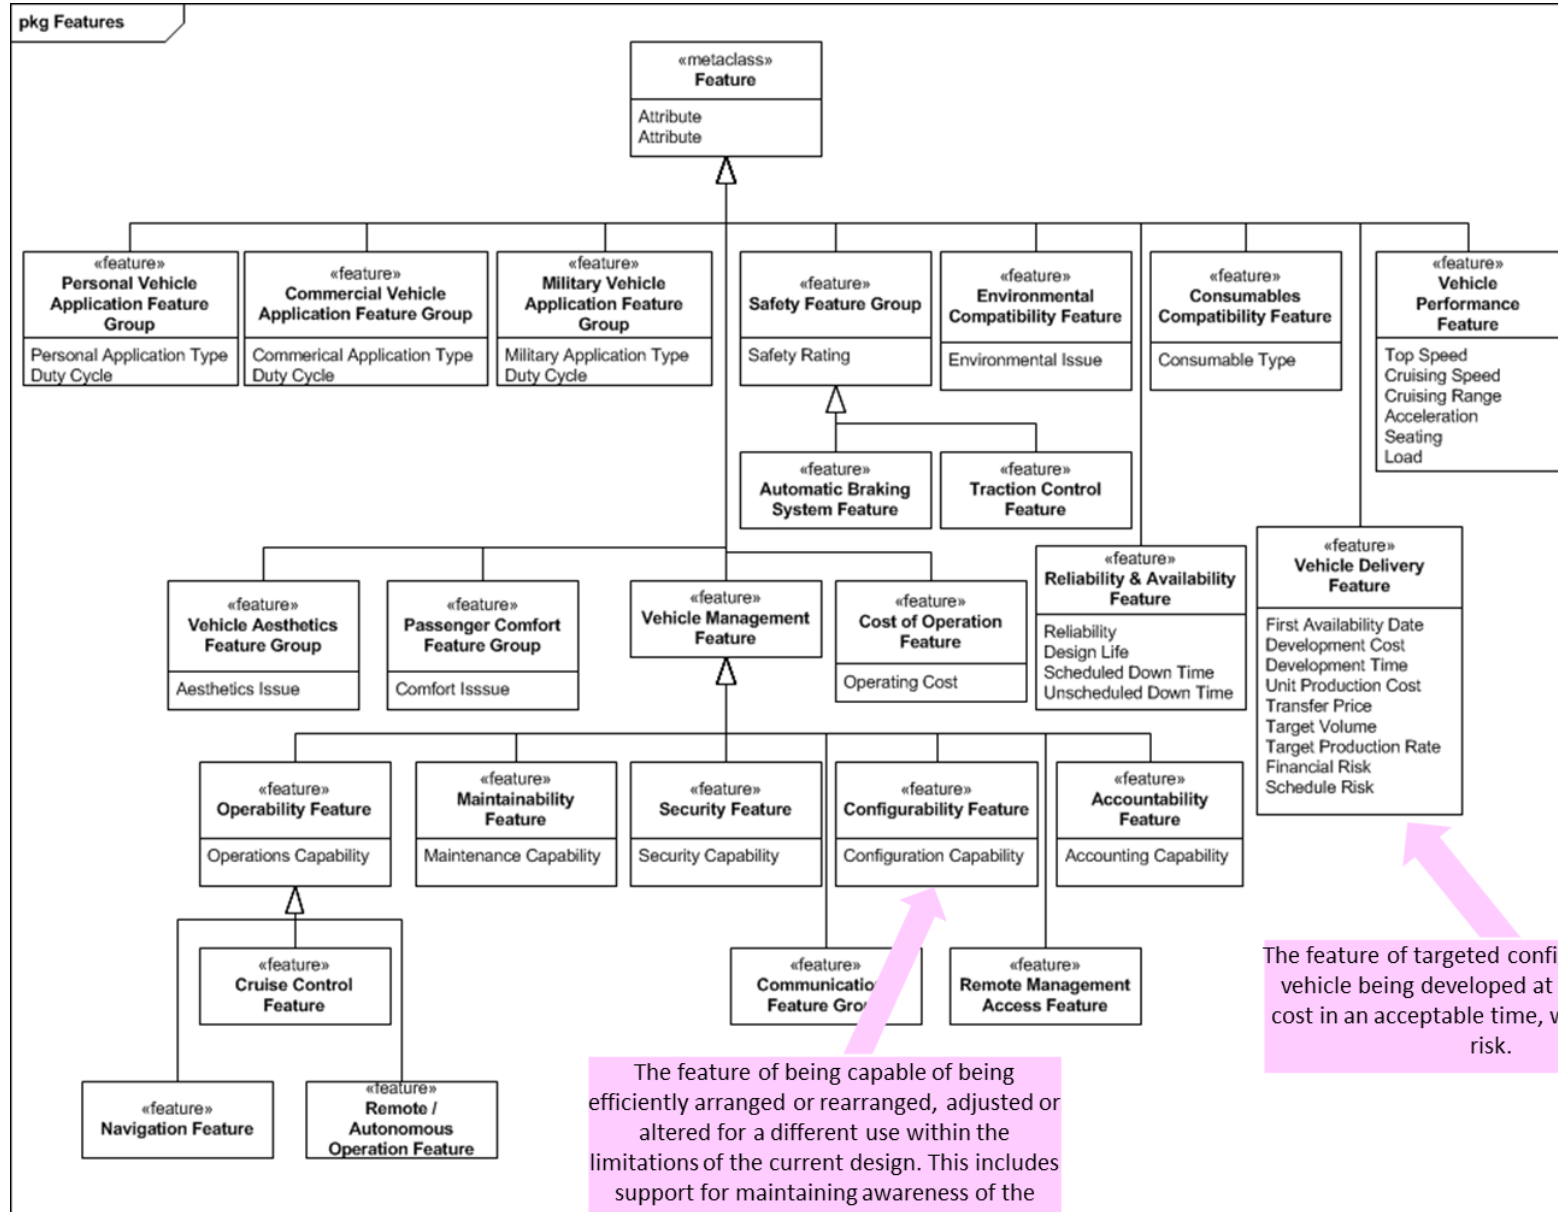 pkg Features
«metaclass»
Feature
Attribute
Attribute
«feature»
Personal Vehicle
Application Feature
Group
Personal Application Type
Duty Cycle
«feature»
Commercial Vehicle
Application Feature Group
Commerical Application Type
Duty Cycle
«feature»
Military Vehicle
Application Feature
Group
Military Application Type
Duty Cycle
«feature»
Safety Feature Group
Safety Rating
«feature»
Environmental
Compatibility Feature
Environmental Issue
«feature»
Consumables
Compatibility Feature
Consumable Type
«feature»
Vehicle
Performance
Feature
Top Speed
Cruising Speed
Cruising Range
Acceleration
Seating
Load
«feature»
Automatic Braking
System Feature
«feature»
Traction Control
Feature
«feature»
Vehicle Aesthetics
Feature Group
Aesthetics Issue
«feature»
Passenger Comfort
Feature Group
Comfort Isssue
«feature»
Vehicle Management
Feature
«feature»
Cost of Operation
Feature
Operating Cost
«feature»
Reliability & Availability
Feature
Reliability
Design Life
Scheduled Down Time
Unscheduled Down Time
«feature»
Vehicle Delivery
Feature
First Availability Date
Development Cost
Development Time
Unit Production Cost
Transfer Price
Target Volume
Target Production Rate
Financial Risk
Schedule Risk
«feature»
Operability Feature
Operations Capability
«feature»
Maintainability
Feature
Maintenance Capability
«feature»
Security Feature
Security Capability
«feature»
Configurability Feature
Configuration Capability
«feature»
Accountability
Feature
Accounting Capability
«feature»
Cruise Control
Feature
«feature»
Communication
Feature Group
«feature»
Remote Management
Access Feature
«feature»
Navigation Feature
«feature»
Remote /
Autonomous
Operation Feature
The feature of being capable of being
efficiently arranged or rearranged, adjusted or
altered for a different use within the
limitations of the current design. This includes
support for maintaining awareness of the
The feature of targeted
vehicle being developed at
cost in an acceptable time,
risk.